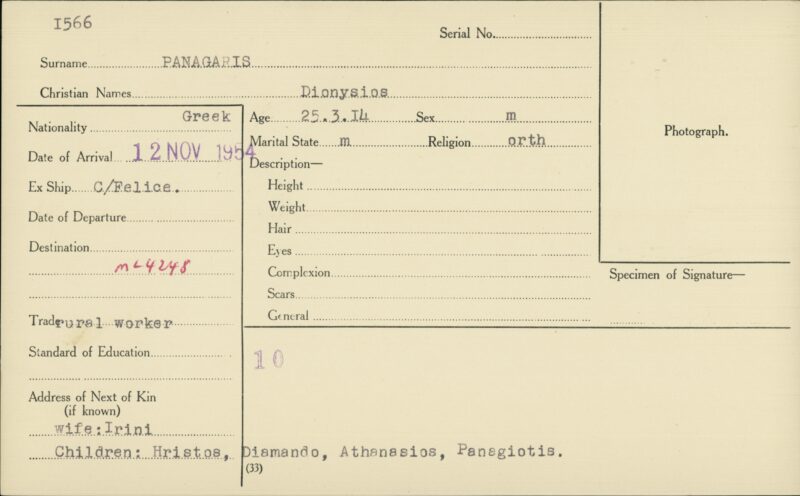 1566
Serial No.
Surname PANAGARIS
Christian Names Dionysios
Nationality Greek
Age 25.3.14 Sex m
Date of Arrival 12 NOV 1954
Marital State m Religion orth
Photograph.
Description—
Ex Ship C/Felice.
Height
Weight
Date of Departure
Hair
Destination
Eyes
mL4248
Complexion
Specimen of Signature—
Scars
Trade rural worker
General
Standard of Education
10
Address of Next of Kin
(if known)
wife:Irini
Children: Hristos, Diamando, Athanasios, Panagiotis.
(33)